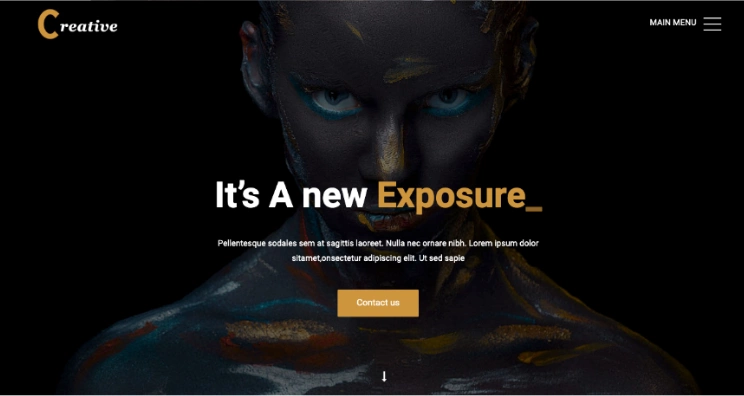 Creative
MAIN MENU
It’s A new Exposure_
Pellentesque sodales sem at sagittis laoreet. Nulla nec ornare nibh. Lorem ipsum dolor
sitamet,onsectetur adipiscing elit. Ut sed sapie
Contact us